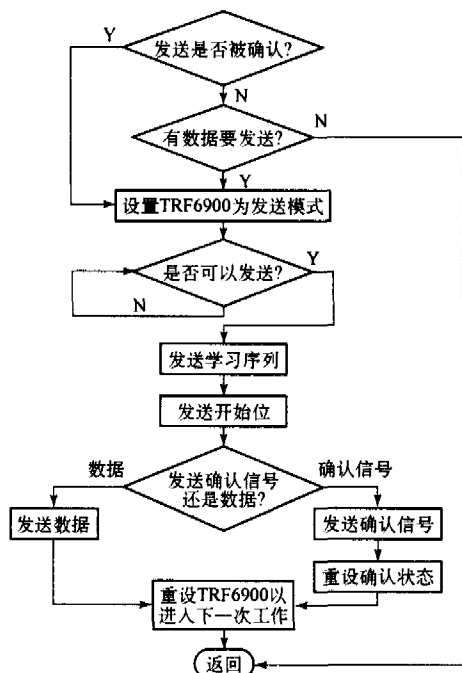 发送是否被确认?
Y
N
有数据要发送?
N
Y
设置TRF6900为发送模式
是否可以发送?
Y
N
发送学习序列
发送开始位
数据
发送确认信号
还是数据?
确认信号
发送数据
发送确认信号
重设确认状态
重设TRF6900以
进入下一次工作
返回